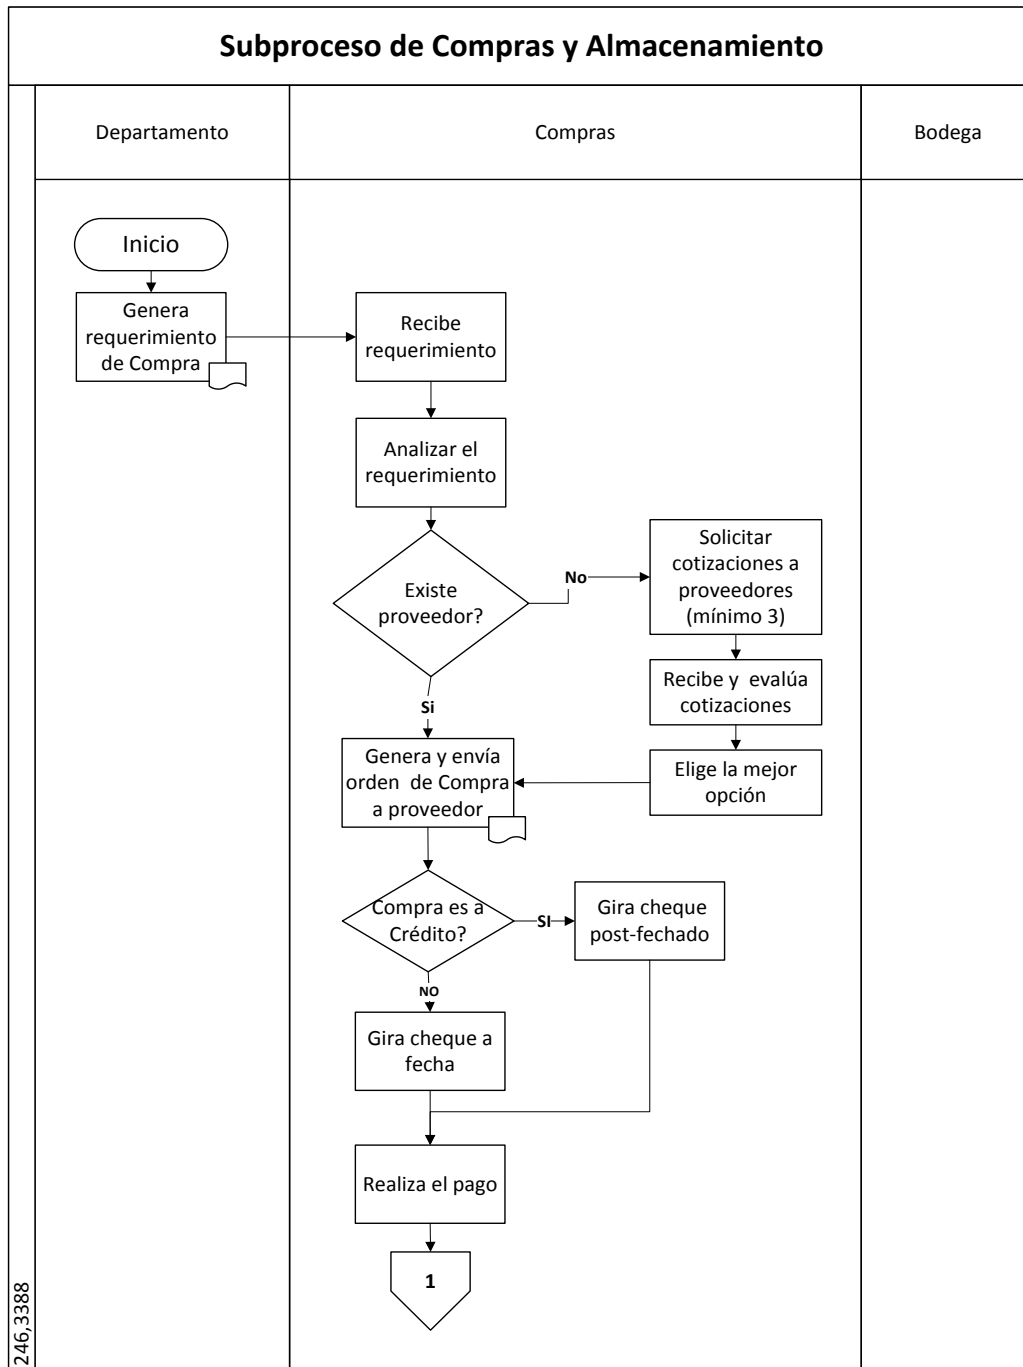 Subproceso de Compras y Almacenamiento
Departamento
Compras
Bodega
Inicio
Genera
requerimiento
de Compra
Recibe
requerimiento
Analizar el
requerimiento
Existe
proveedor?
No
Solicitar
cotizaciones a
proveedores
(mínimo 3)
Recibe y evalúa
cotizaciones
Elige la mejor
opción
Si
Genera y envía
orden de Compra
a proveedor
Compra es a
Crédito?
SI
Gira cheque
post-fechado
NO
Gira cheque a
fecha
Realiza el pago
1
246,3388